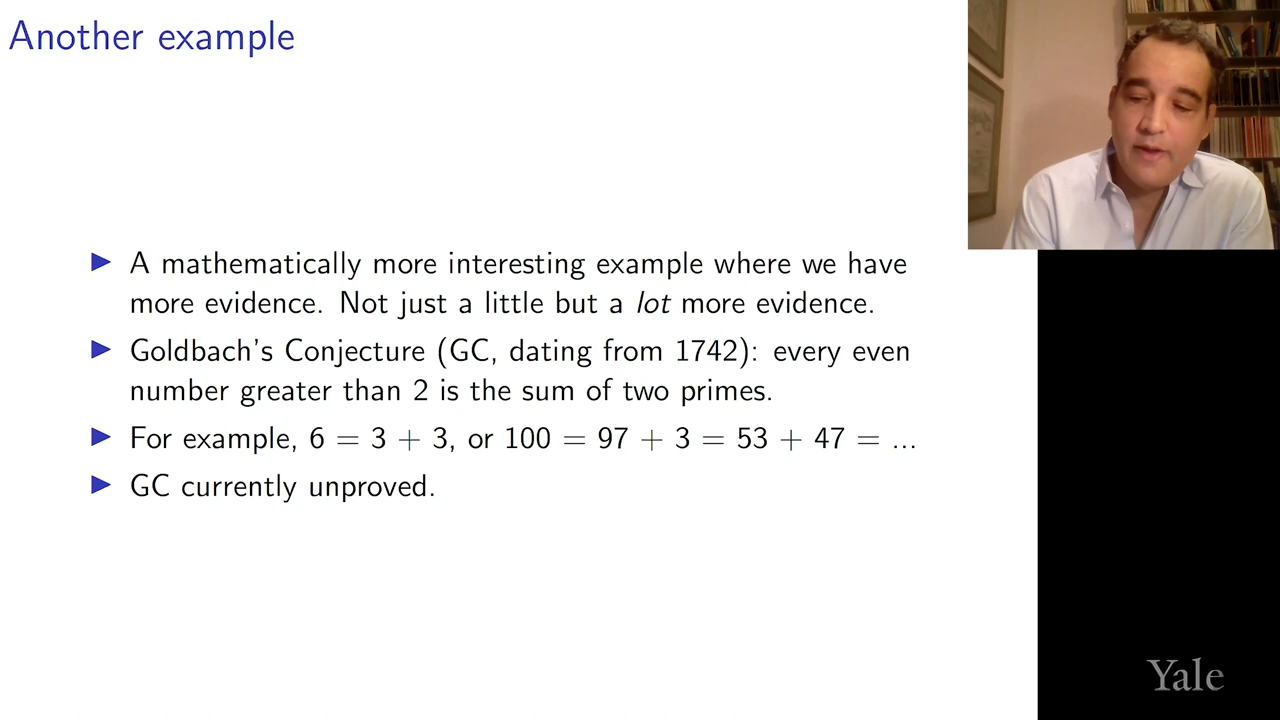 Another example
▶ A mathematically more interesting example where we have
more evidence. Not just a little but a lot more evidence.
▶ Goldbach's Conjecture (GC, dating from 1742): every even
number greater than 2 is the sum of two primes.
▶ For example, 6 = 3 + 3, or 100 = 97 + 3 = 53 + 47 = ...
▶ GC currently unproved.
Yale